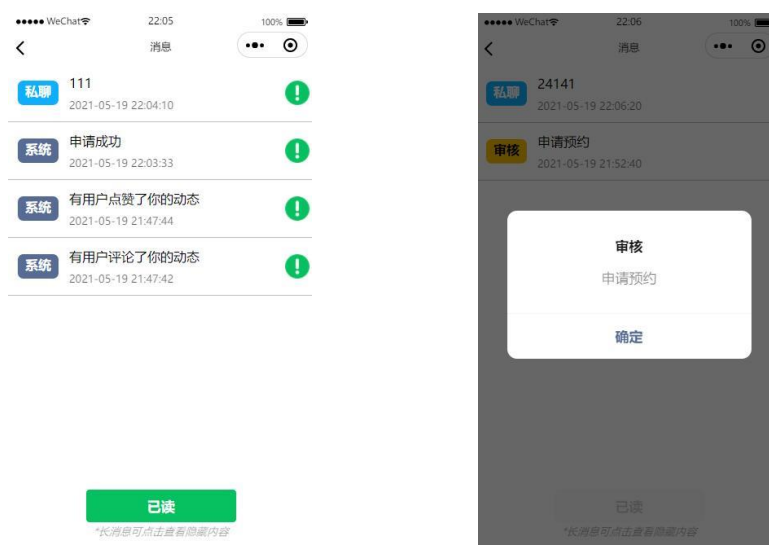 WeChat 22:05 100%
消息
私聊 111
2021-05-19 22:04:10
系统 申请成功
2021-05-19 22:03:33
系统 有用户点赞了你的动态
2021-05-19 21:47:44
系统 有用户评论了你的动态
2021-05-19 21:47:42
已读
*长消息可点击查看隐藏内容
WeChat 22:06 100%
消息
私聊 24141
2021-05-19 22:06:20
审核 申请预约
2021-05-19 21:52:40
审核
申请预约
确定
已读
*长消息可点击查看隐藏内容